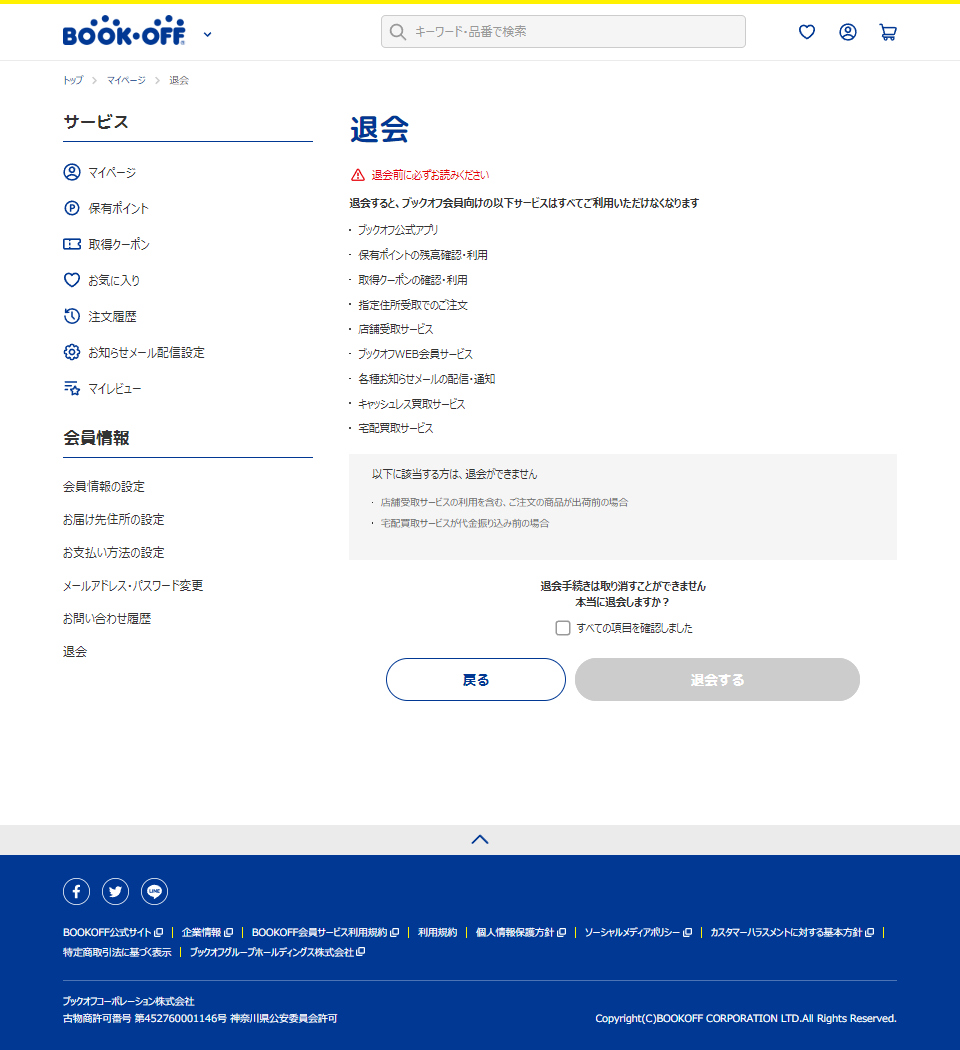 BOOK·OFF
キーワード・品番で検索
トップ マイページ 退会
サービス
マイページ
保有ポイント
取得クーポン
お気に入り
注文履歴
お知らせメール配信設定
マイレビュー
会員情報
会員情報の設定
お届け先住所の設定
お支払い方法の設定
メールアドレス・パスワード変更
お問い合わせ履歴
退会
退会
退会前に必ずお読みください
退会すると、ブックオフ会員向けの以下サービスはすべてご利用いただけなくなります
・ ブックオフ公式アプリ
・ 保有ポイントの残高確認・利用
・ 取得クーポンの確認・利用
・ 指定住所受取でのご注文
・ 店舗受取サービス
・ ブックオフWEB会員サービス
・ 各種お知らせメールの配信・通知
・ キャッシュレス買取サービス
・ 宅配買取サービス
以下に該当する方は、退会ができません
・ 店舗受取サービスの利用を含む、ご注文の商品が出荷前の場合
・ 宅配買取サービスが代金振り込み前の場合
退会手続きは取り消すことができません
本当に退会しますか？
すべての項目を確認しました
戻る 退会する
LINE
BOOKOFF公式サイト | 企業情報 | BOOKOFF会員サービス利用規約 | 利用規約 | 個人情報保護方針 | ソーシャルメディアポリシー | カスタマーハラスメントに対する基本方針 |
特定商取引法に基づく表示 | ブックオフグループホールディングス株式会社
ブックオフコーポレーション株式会社
古物商許可番号 第452760001146号 神奈川県公安委員会許可
Copyright(C)BOOKOFF CORPORATION LTD.All Rights Reserved.